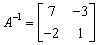 A⁻¹ = [ 7 −3
−2 1 ]